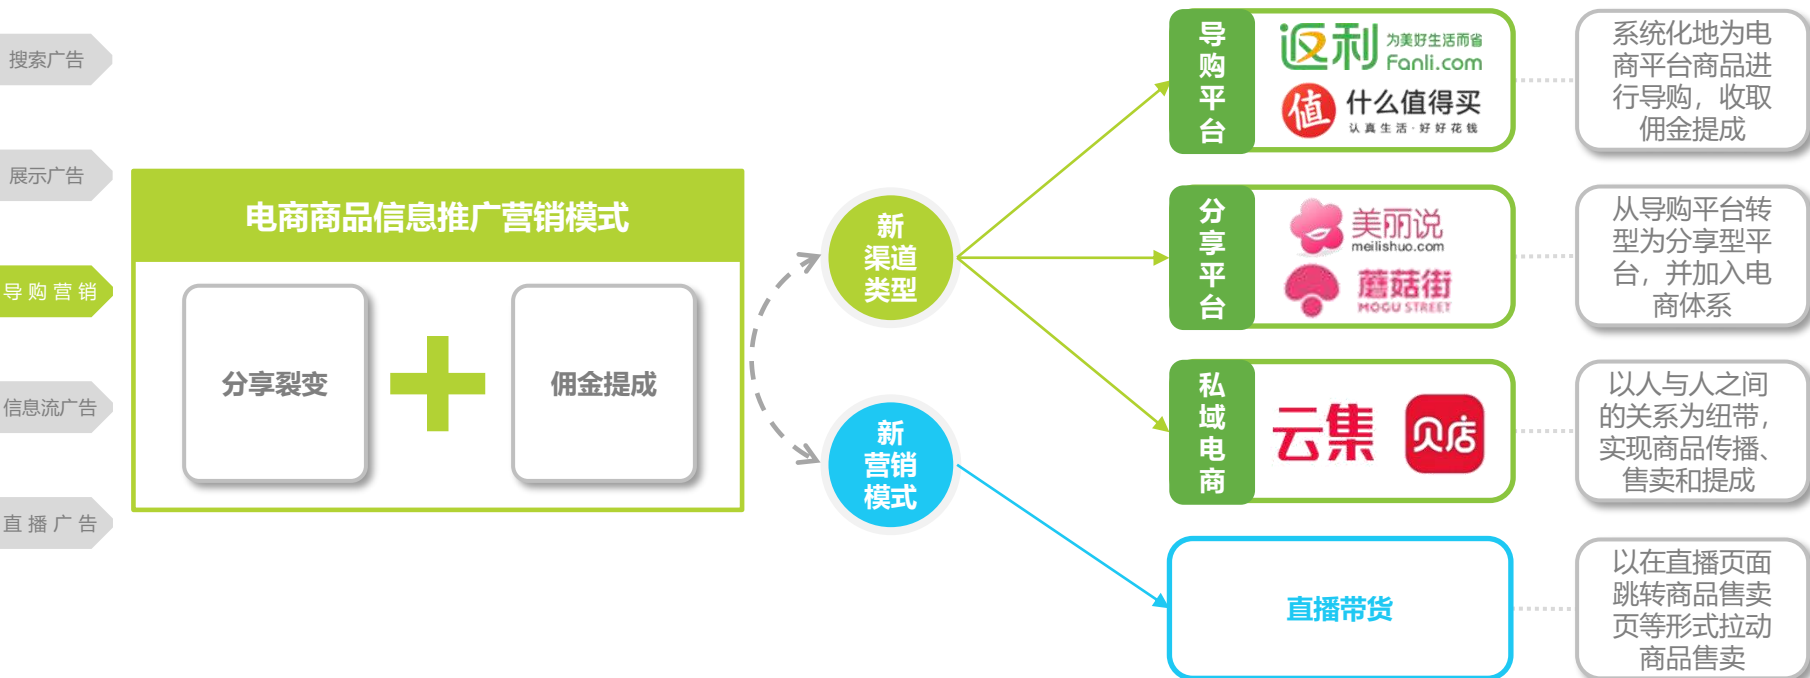 搜索广告
展示广告
导购营销
信息流广告
直播广告
电商商品信息推广营销模式
分享裂变
佣金提成
新
渠道
类型
新
营销
模式
导
购
平
台
返利
为美好生活而省
Fanli.com
值
什么值得买
认真生活·好好花钱
系统化地为电
商平台商品进
行导购，收取
佣金提成
分
享
平
台
美丽说
meilishuo.com
蘑菇街
MOGU STREET
从导购平台转
型为分享型平
台，并加入电
商体系
私
域
电
商
云集
贝店
以人与人之间
的关系为纽带，
实现商品传播、
售卖和提成
直播带货
以在直播页面
跳转商品售卖
页等形式拉动
商品售卖